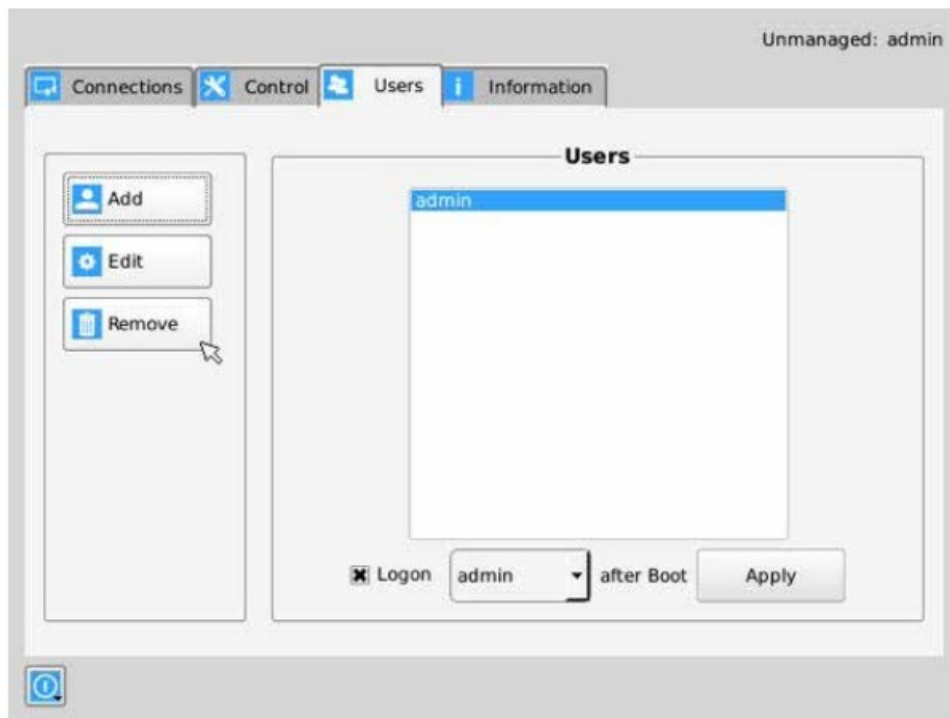 Unmanaged: admin
Connections Control Users Information
Users
Add
Edit
Remove
admin
Logon admin after Boot Apply